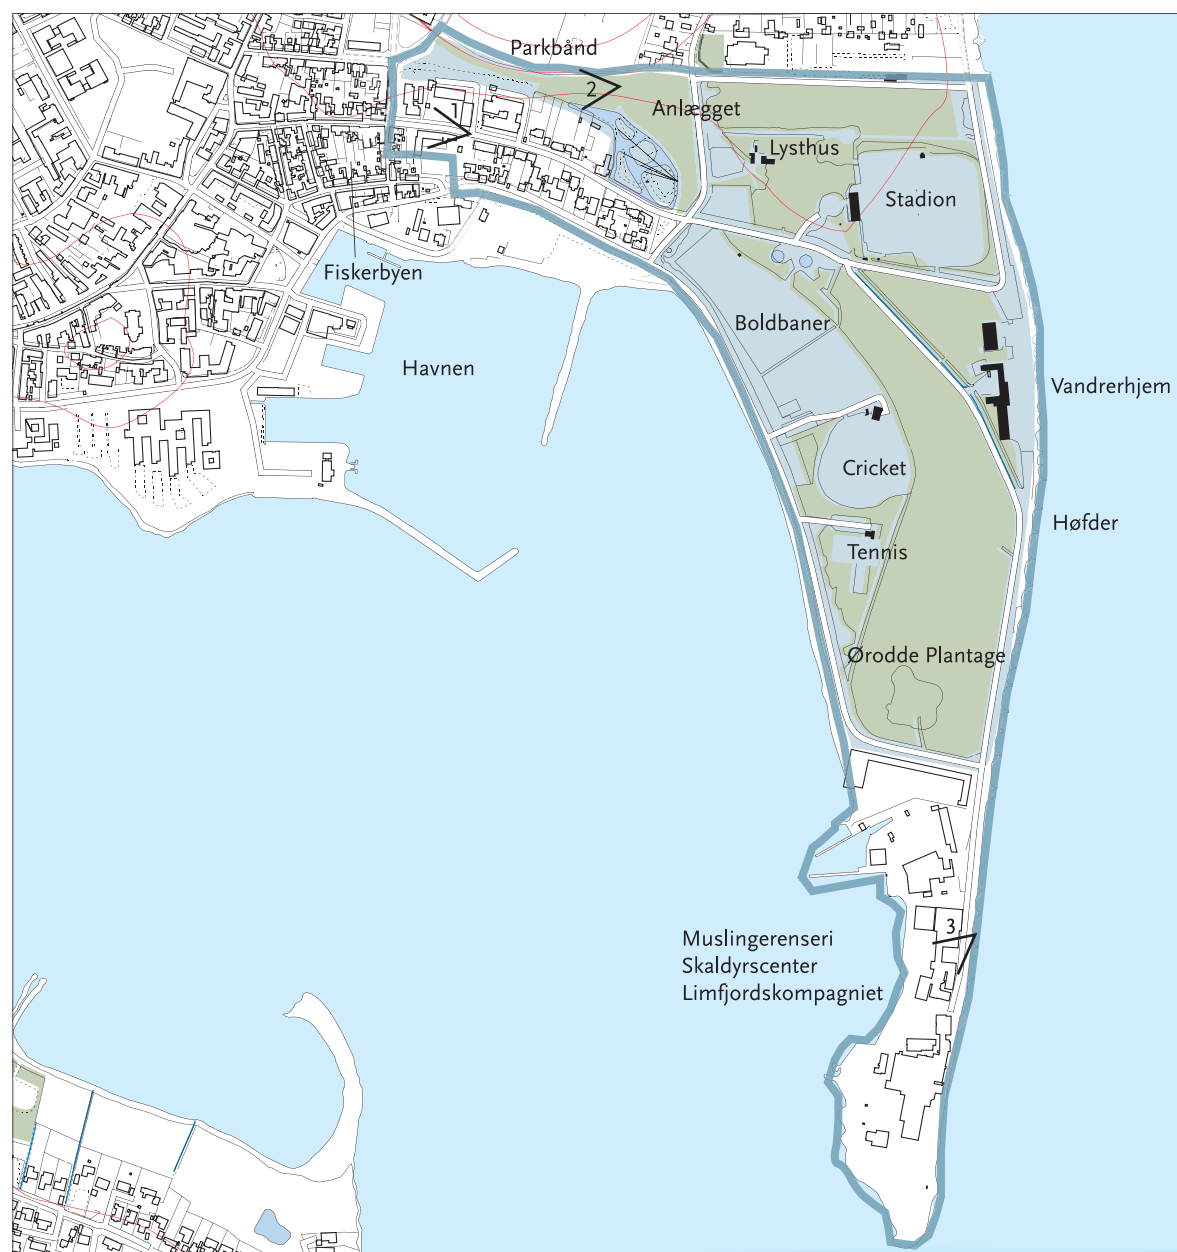 Parkbånd
2
1
Anlægget
Lysthus
Stadion
Fiskerbyen
Boldbaner
Havnen
Vandrerhjem
Cricket
Høfder
Tennis
Ørodde Plantage
3
Muslingerenseri
Skaldyrscenter
Limfjordskompagniet